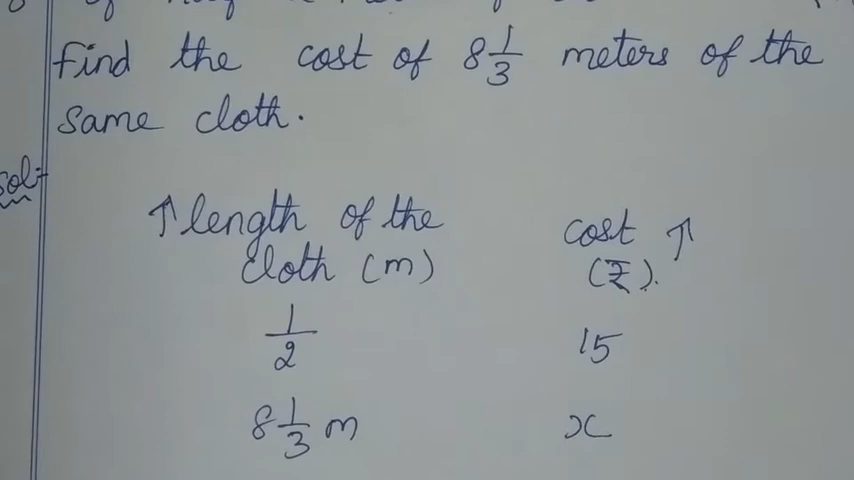 find the cost of 8 1/3 meters of the
same cloth.
Sol:-
↑ length of the cost ↑
cloth (m) (₹).
1/2 15
8 1/3 m x